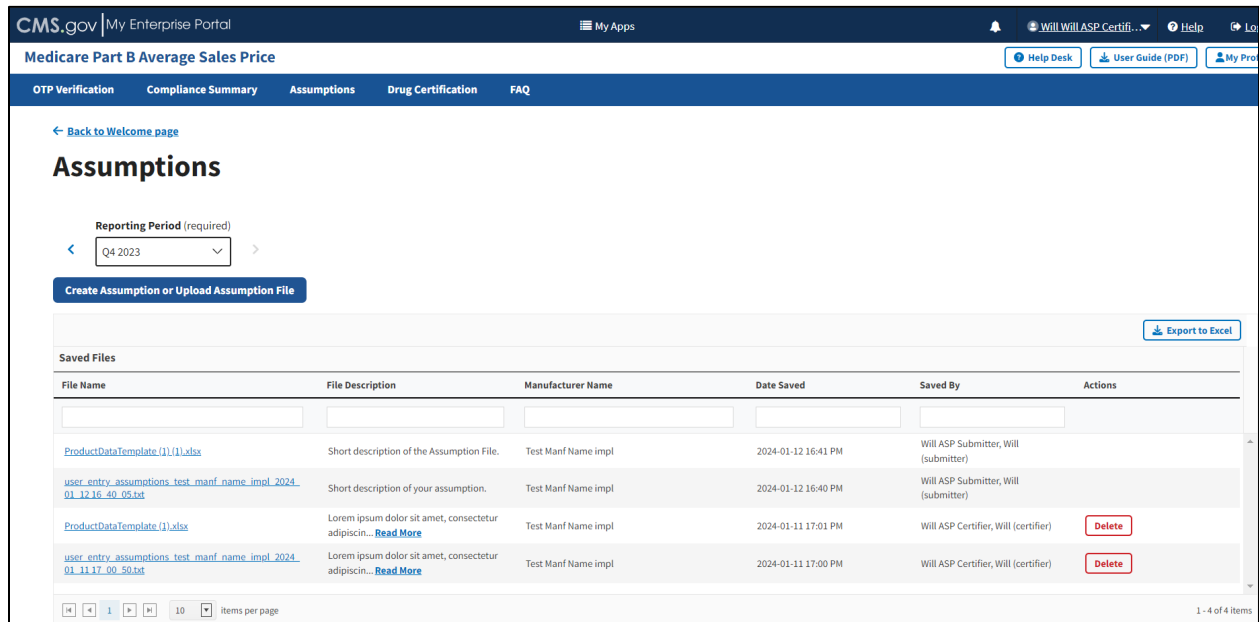 CMS.gov My Enterprise Portal
My Apps
Will Will ASP Certifi...
Help
Medicare Part B Average Sales Price
Help Desk
User Guide (PDF)
OTP Verification
Compliance Summary
Assumptions
Drug Certification
FAQ
Back to Welcome page
Assumptions
Reporting Period (required)
Q4 2023
Create Assumption or Upload Assumption File
Export to Excel
Saved Files
File Name
File Description
Manufacturer Name
Date Saved
Saved By
Actions
ProductDataTemplate (1) (1).xlsx
Short description of the Assumption File.
Test Manf Name impl
2024-01-12 16:41 PM
Will ASP Submitter, Will
(submitter)
user_entry_assumptions_test_manf_name_impl_2024_
01_12 16_40_05.txt
Short description of your assumption.
Test Manf Name impl
2024-01-12 16:40 PM
Will ASP Submitter, Will
(submitter)
ProductDataTemplate (1).xlsx
Lorem ipsum dolor sit amet, consectetur
adipiscin... Read More
Test Manf Name impl
2024-01-11 17:01 PM
Will ASP Certifier, Will (certifier)
Delete
user_entry_assumptions_test_manf_name_impl_2024_
01_11 17_00_50.txt
Lorem ipsum dolor sit amet, consectetur
adipiscin... Read More
Test Manf Name impl
2024-01-11 17:00 PM
Will ASP Certifier, Will (certifier)
Delete
1
10
items per page
1 - 4 of 4 items